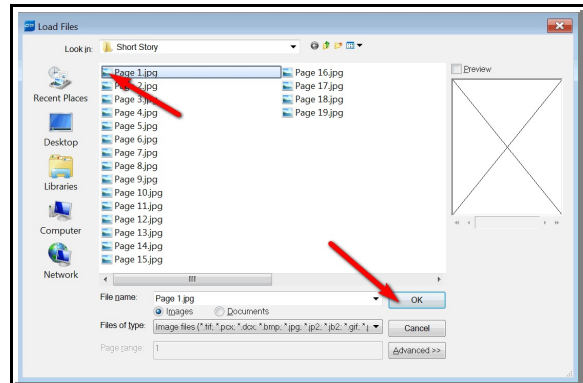 Load Files
Look in:
Short Story
Page 1.jpg
Page 2.jpg
Page 3.jpg
Page 4.jpg
Page 5.jpg
Page 6.jpg
Page 7.jpg
Page 8.jpg
Page 9.jpg
Page 10.jpg
Page 11.jpg
Page 12.jpg
Page 13.jpg
Page 14.jpg
Page 15.jpg
Page 16.jpg
Page 17.jpg
Page 18.jpg
Page 19.jpg
Preview
Recent Places
Desktop
Libraries
Computer
Network
File name: Page 1.jpg
Images Documents
Files of type: Image files (*.tif; *.pcx; *.dcx; *.bmp; *.jpg; *.jp2; *.jb2; *.gif; *.j
Page range: 1
OK
Cancel
Advanced >>